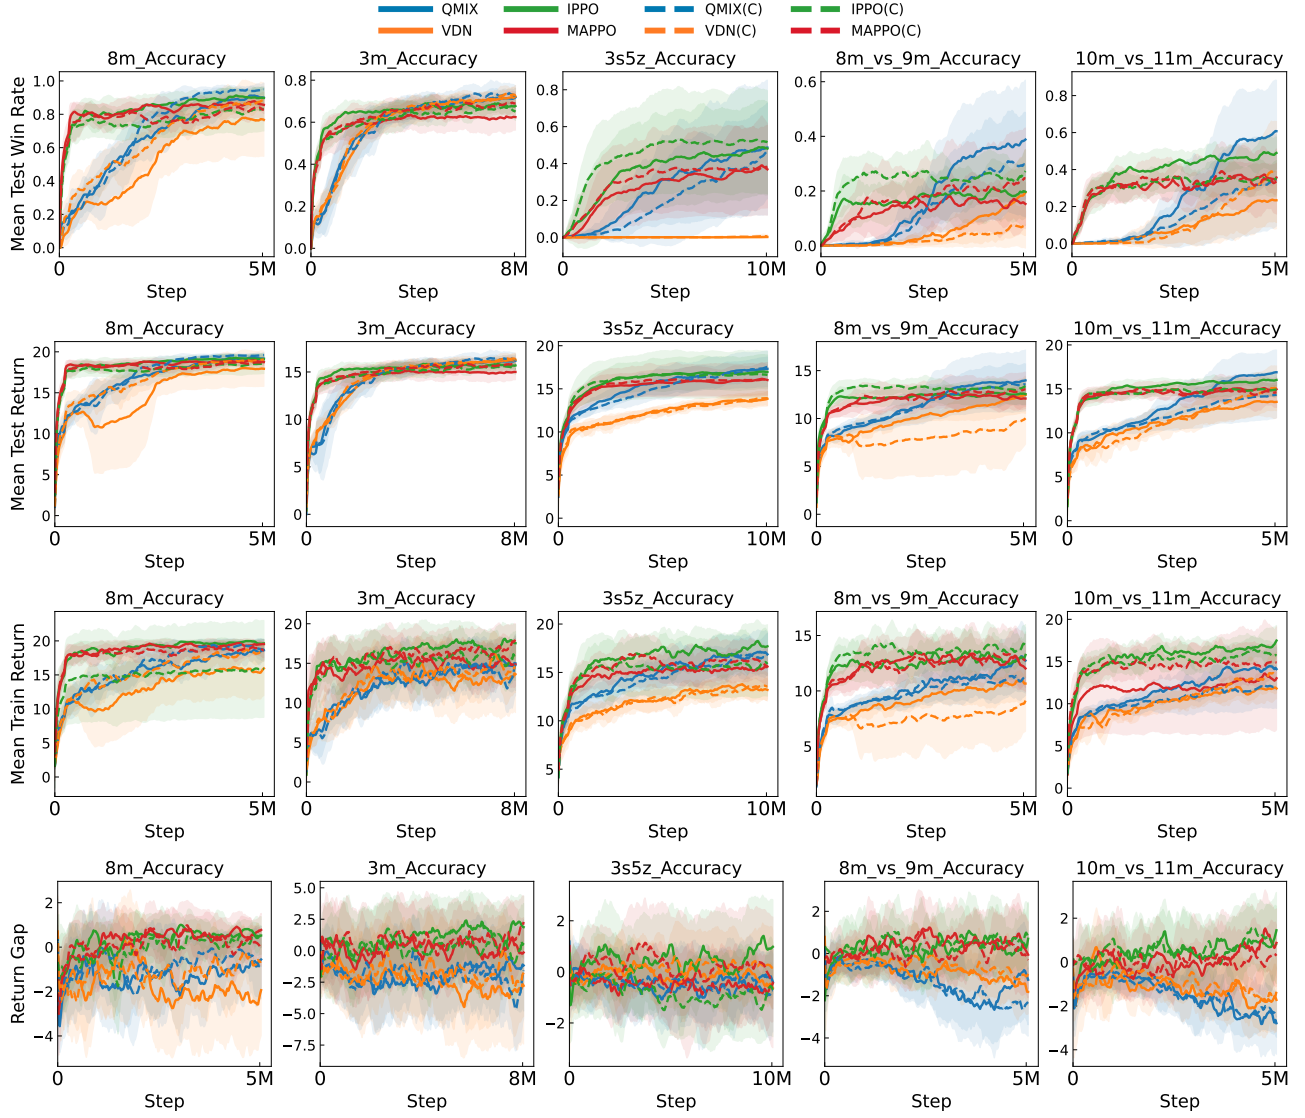 QMIX IPPO QMIX(C) IPPO(C)
VDN MAPPO VDN(C) MAPPO(C)
8m_Accuracy 3m_Accuracy 3s5z_Accuracy 8m_vs_9m_Accuracy 10m_vs_11m_Accuracy
Mean Test Win Rate
1.0
0.8
0.6
0.4
0.2
0.0
0 5M
Step
0.8
0.6
0.4
0.2
0.0
0 8M
Step
0.8
0.6
0.4
0.2
0.0
0 10M
Step
0.6
0.4
0.2
0.0
0 5M
Step
0.8
0.6
0.4
0.2
0.0
0 5M
Step
8m_Accuracy 3m_Accuracy 3s5z_Accuracy 8m_vs_9m_Accuracy 10m_vs_11m_Accuracy
Mean Test Return
20
15
10
5
0
0 5M
Step
15
10
5
0
0 8M
Step
20
15
10
5
0
0 10M
Step
15
10
5
0
0 5M
Step
20
15
10
5
0
0 5M
Step
8m_Accuracy 3m_Accuracy 3s5z_Accuracy 8m_vs_9m_Accuracy 10m_vs_11m_Accuracy
Mean Train Return
20
15
10
5
0
0 5M
Step
20
15
10
5
0
0 8M
Step
20
15
10
5
0 10M
Step
15
10
5
0 5M
Step
20
15
10
5
0
0 5M
Step
8m_Accuracy 3m_Accuracy 3s5z_Accuracy 8m_vs_9m_Accuracy 10m_vs_11m_Accuracy
Return Gap
2
0
−2
−4
0 5M
Step
5.0
2.5
0.0
−2.5
−5.0
−7.5
0 8M
Step
2
0
−2
0 10M
Step
2
0
−2
−4
0 5M
Step
2
0
−2
−4
0 5M
Step